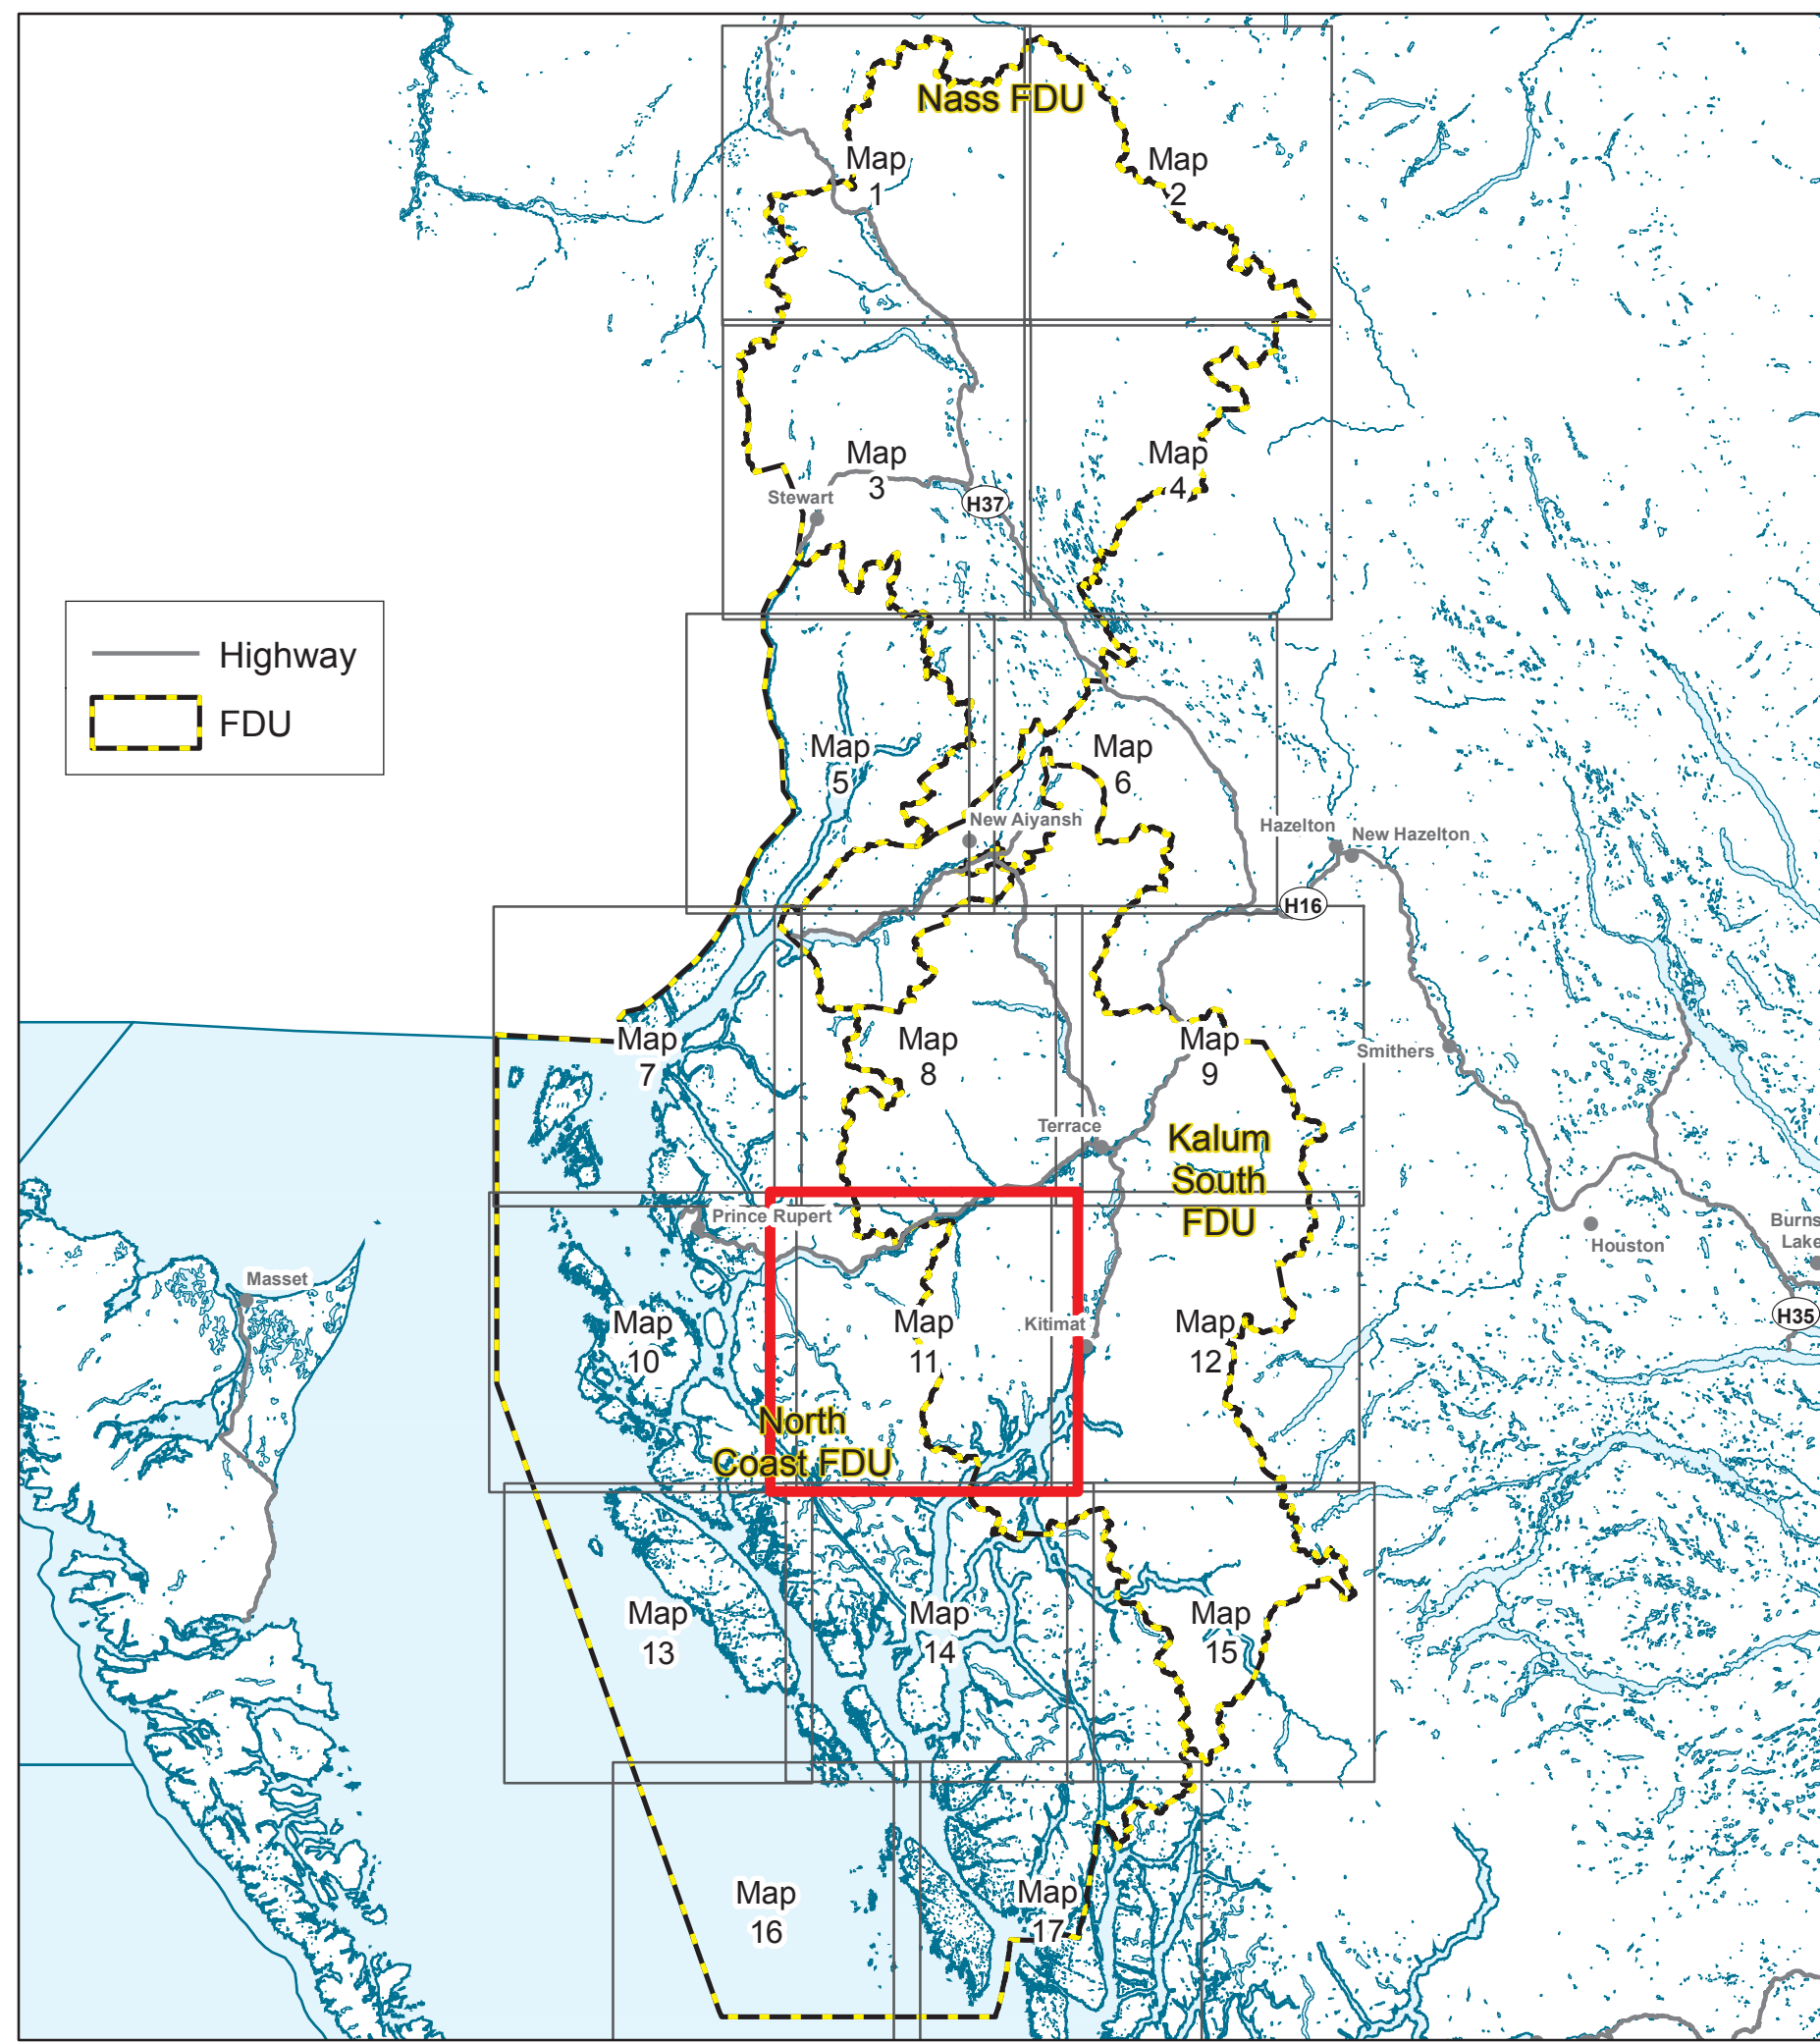 Nass FDU
Map
1
Map
2
Map
3
Map
4
Stewart
H37
Highway
FDU
Map
5
Map
6
New Aiyansh
Hazelton
New Hazelton
H16
Map
7
Map
8
Map
9
Smithers
Terrace
Kalum
South
FDU
Prince Rupert
Houston
Burns
Lake
Masset
Map
10
Map
11
Kitimat
Map
12
H35
North
Coast FDU
Map
13
Map
14
Map
15
Map
16
Map
17